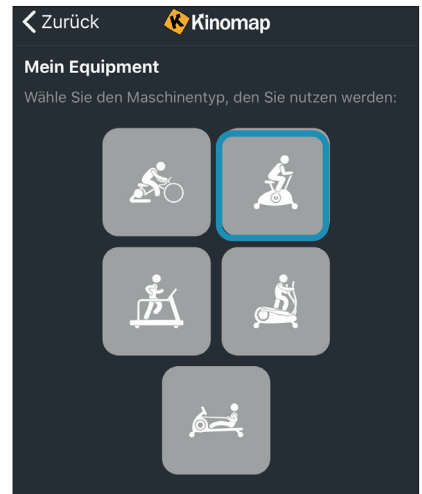 Zurück
Kinomap
Mein Equipment
Wähle Sie den Maschinentyp, den Sie nutzen werden: